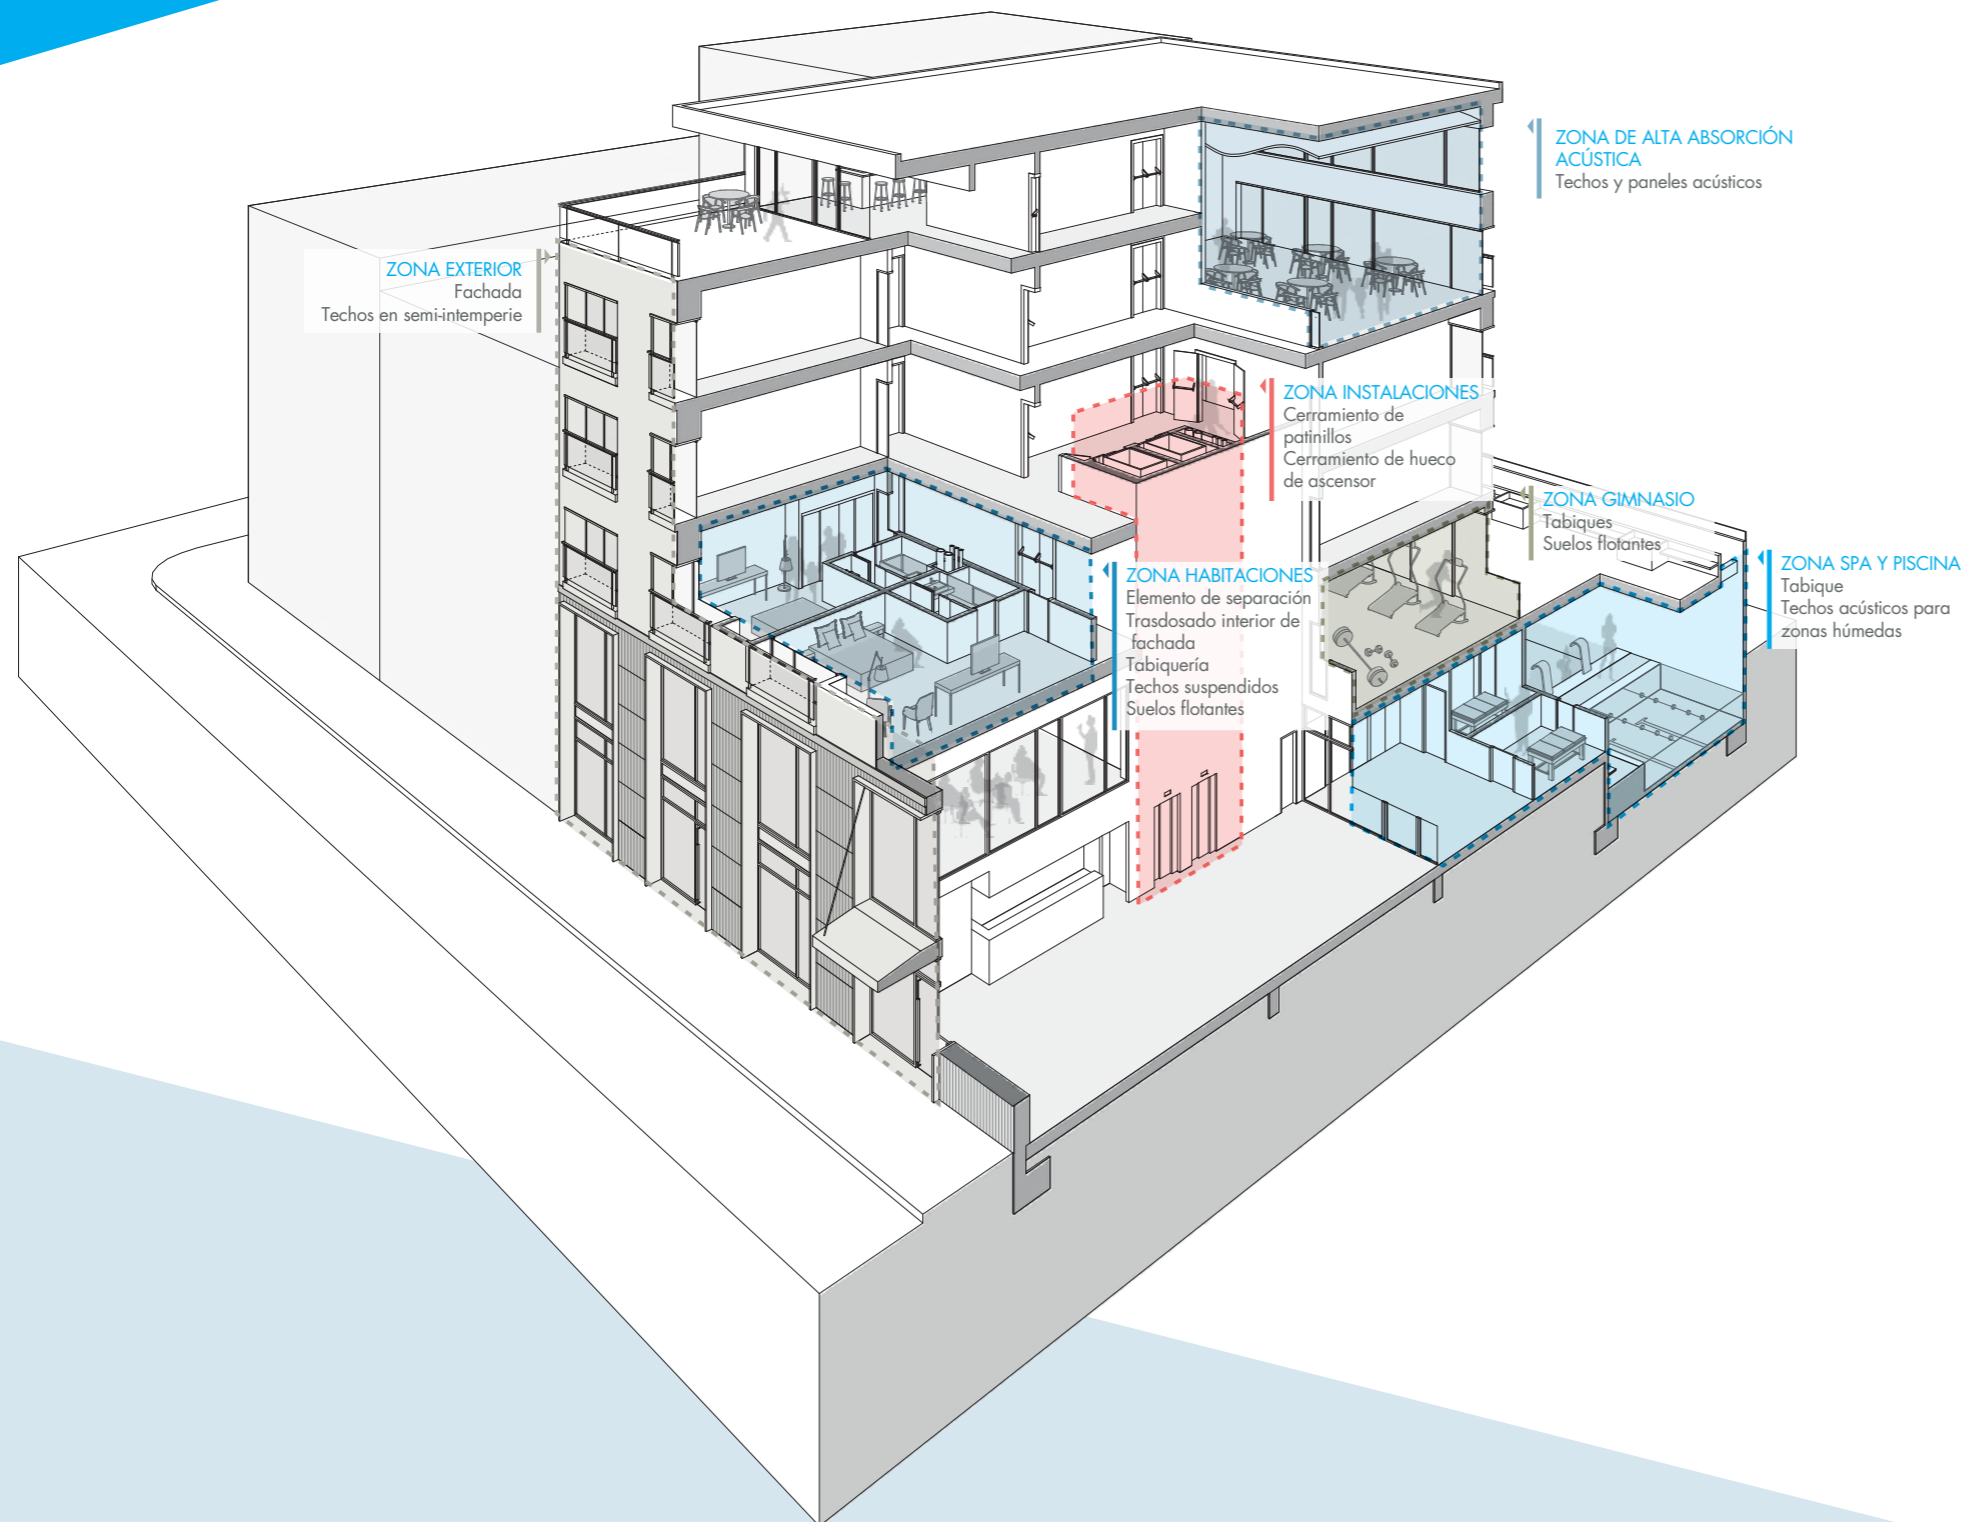 ZONA DE ALTA ABSORCIÓN
ACÚSTICA
Techos y paneles acústicos
ZONA EXTERIOR
Fachada
Techos en semi-intemperie
ZONA INSTALACIONES
Cerramiento de
patinillos
Cerramiento de hueco
de ascensor
ZONA GIMNASIO
Tabiques
Suelos flotantes
ZONA SPA Y PISCINA
Tabique
Techos acústicos para
zonas húmedas
ZONA HABITACIONES
Elemento de separación
Trasdosado interior de
fachada
Tabiquería
Techos suspendidos
Suelos flotantes